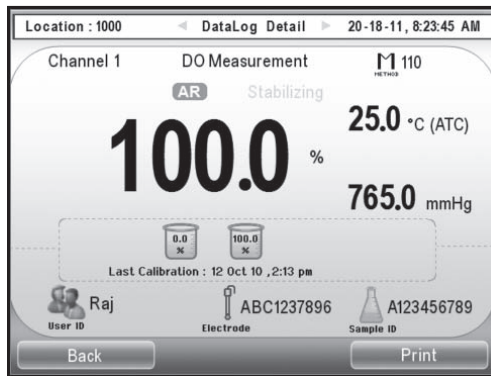 Location : 1000 DataLog Detail 20-18-11, 8:23:45 AM
Channel 1 DO Measurement M 110
METHOD
AR Stabilizing
100.0 %
25.0 °C (ATC)
765.0 mmHg
0.0 % 100.0 %
Last Calibration : 12 Oct 10 ,2:13 pm
Raj ABC1237896 A123456789
User ID Electrode Sample ID
Back Print